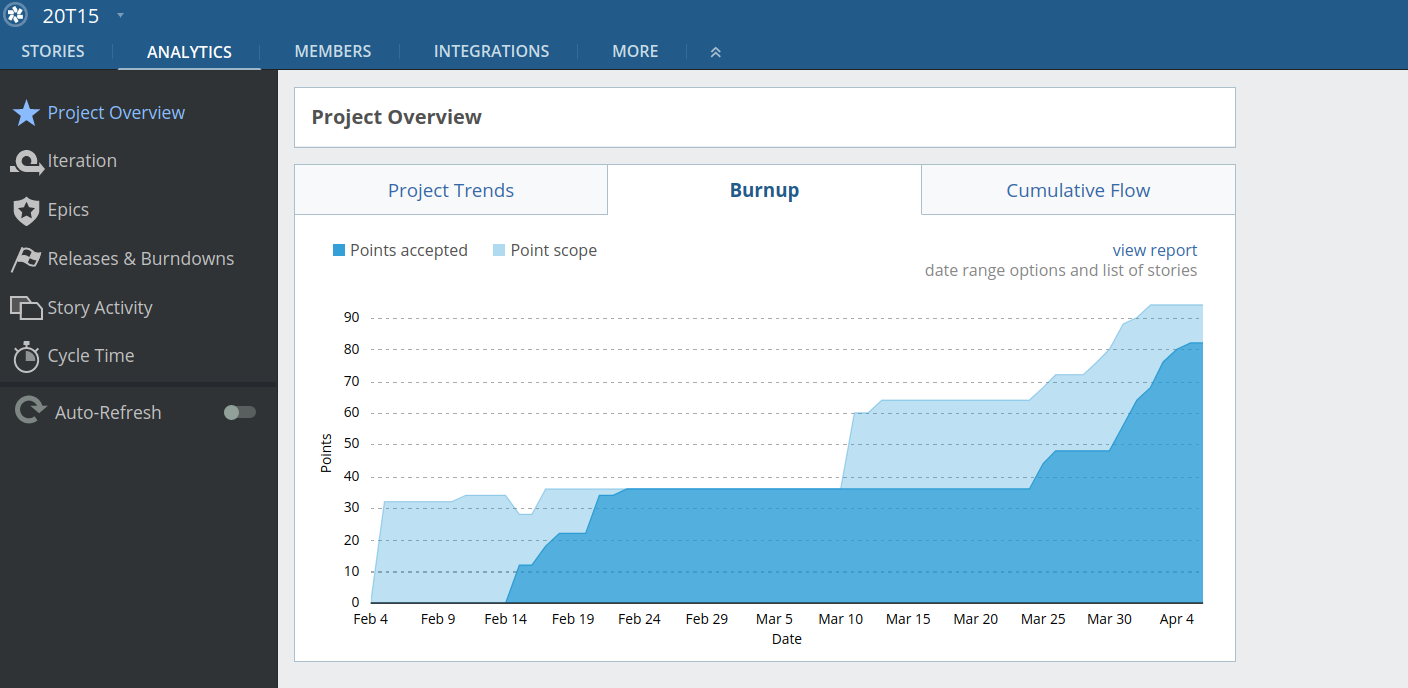 20T15
STORIES
ANALYTICS
MEMBERS
INTEGRATIONS
MORE
Project Overview
Iteration
Epics
Releases & Burndowns
Story Activity
Cycle Time
Auto-Refresh
Project Overview
Project Trends
Burnup
Cumulative Flow
Points accepted
Point scope
view report
date range options and list of stories
90
80
70
60
50
40
30
20
10
0
Points
Feb 4
Feb 9
Feb 14
Feb 19
Feb 24
Feb 29
Mar 5
Mar 10
Mar 15
Mar 20
Mar 25
Mar 30
Apr 4
Date